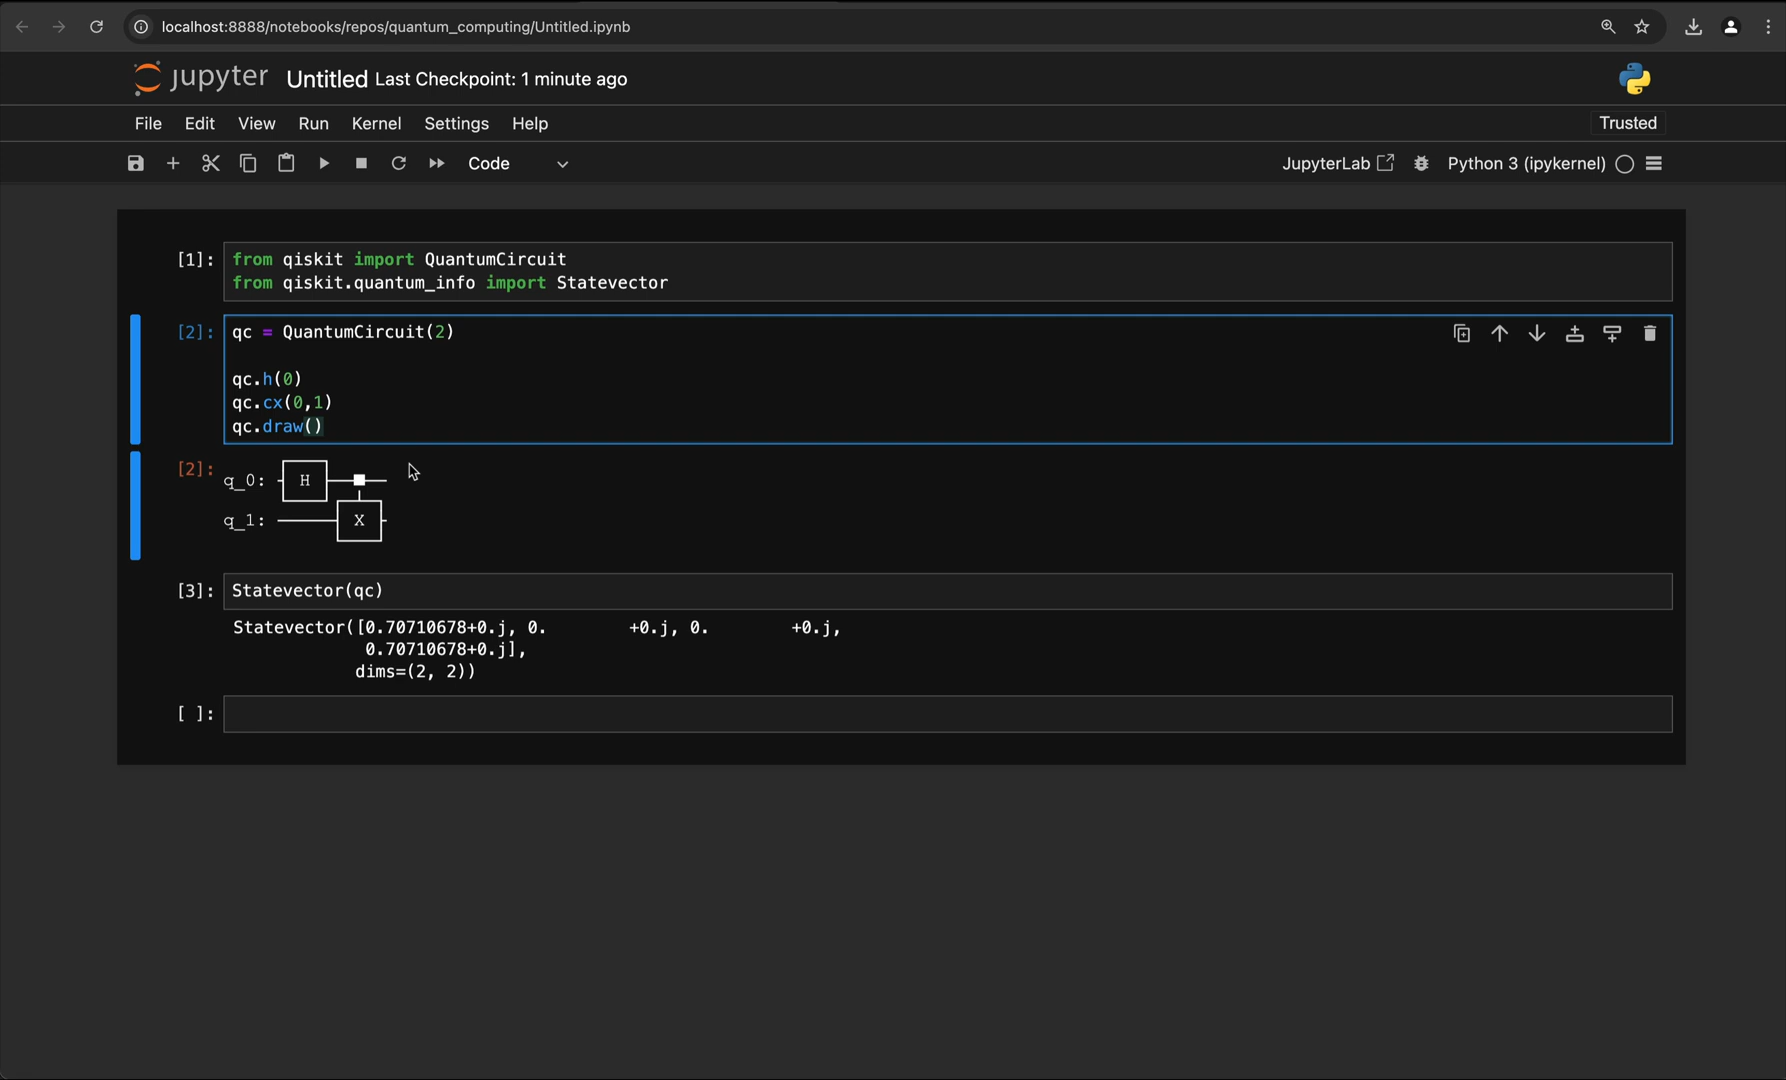 localhost:8888/notebooks/repos/quantum_computing/Untitled.ipynb
jupyter Untitled Last Checkpoint: 1 minute ago
File Edit View Run Kernel Settings Help Trusted
Code JupyterLab Python 3 (ipykernel)
[1]: from qiskit import QuantumCircuit
from qiskit.quantum_info import Statevector
[2]: qc = QuantumCircuit(2)
qc.h(0)
qc.cx(0,1)
qc.draw()
[2]:
q_0: H
q_1: X
[3]: Statevector(qc)
Statevector([0.70710678+0.j, 0.        +0.j, 0.        +0.j,
0.70710678+0.j],
dims=(2, 2))
[ ]: